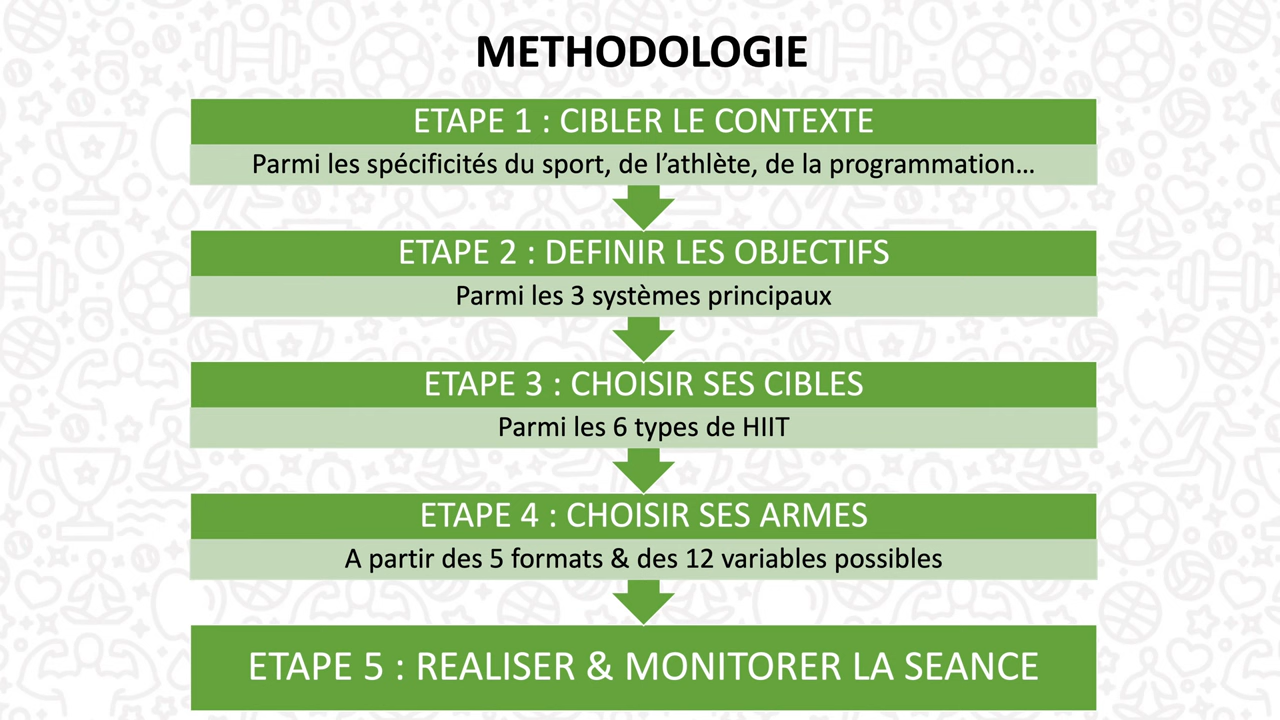 METHODOLOGIE
ETAPE 1 : CIBLER LE CONTEXTE
Parmi les spécificités du sport, de l’athlète, de la programmation…
ETAPE 2 : DEFINIR LES OBJECTIFS
Parmi les 3 systèmes principaux
ETAPE 3 : CHOISIR SES CIBLES
Parmi les 6 types de HIIT
ETAPE 4 : CHOISIR SES ARMES
A partir des 5 formats & des 12 variables possibles
ETAPE 5 : REALISER & MONITORER LA SEANCE